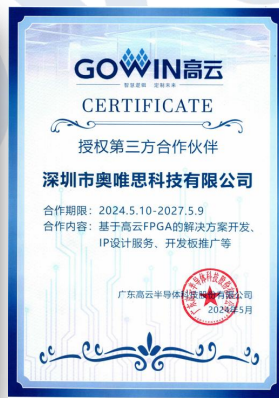 GOWIN高云
智慧逻辑 定制未来
CERTIFICATE
授权第三方合作伙伴
深圳市奥唯思科技有限公司
合作期限：2024.5.10-2027.5.9
合作内容：基于高云FPGA的解决方案开发、
IP设计服务、开发板推广等
广东高云半导体科技股份有限公司
2024年5月